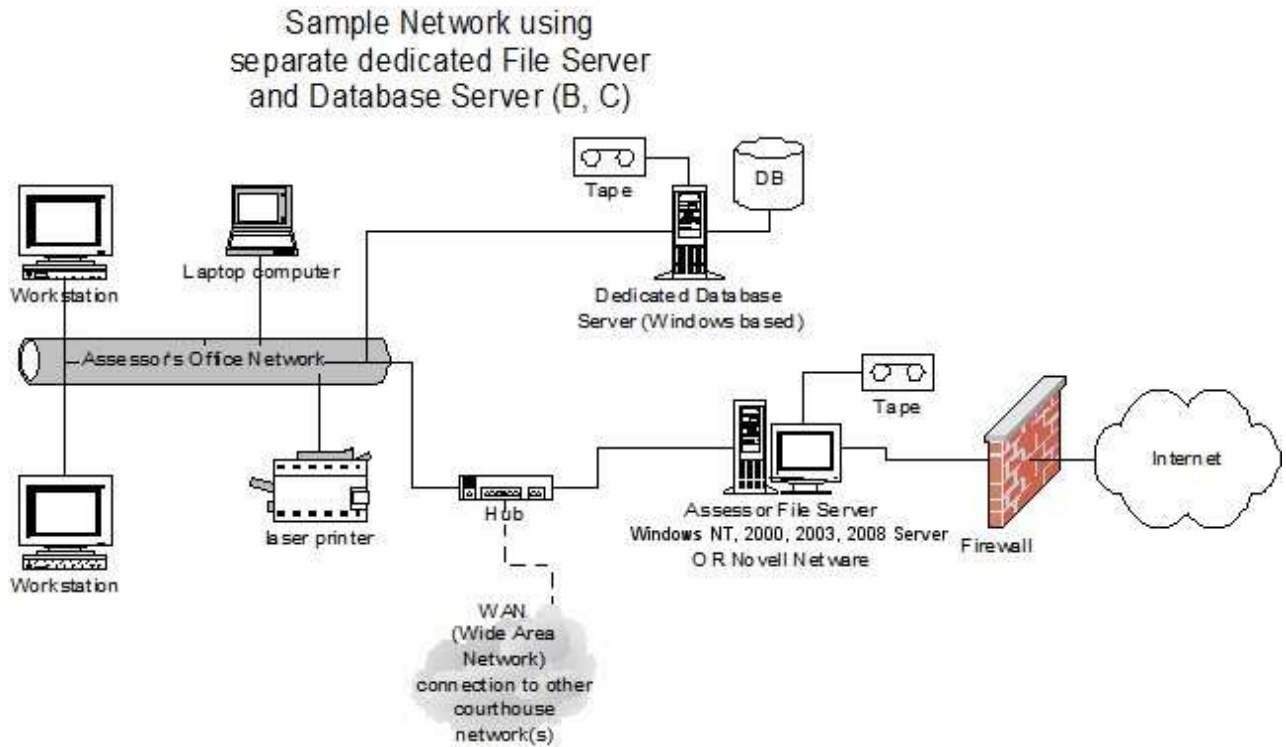 Sample Network using
separate dedicated File Server
and Database Server (B, C)
Tape
DB
Workstation
Laptop computer
Dedicated Database
Server (Windows based)
Assessor's Office Network
Tape
Internet
Workstation
laser printer
Hub
Assessor File Server
Windows NT, 2000, 2003, 2008 Server
OR Novell Netware
Firewall
WAN
(Wide Area
Network)
connection to other
courthouse
network(s)